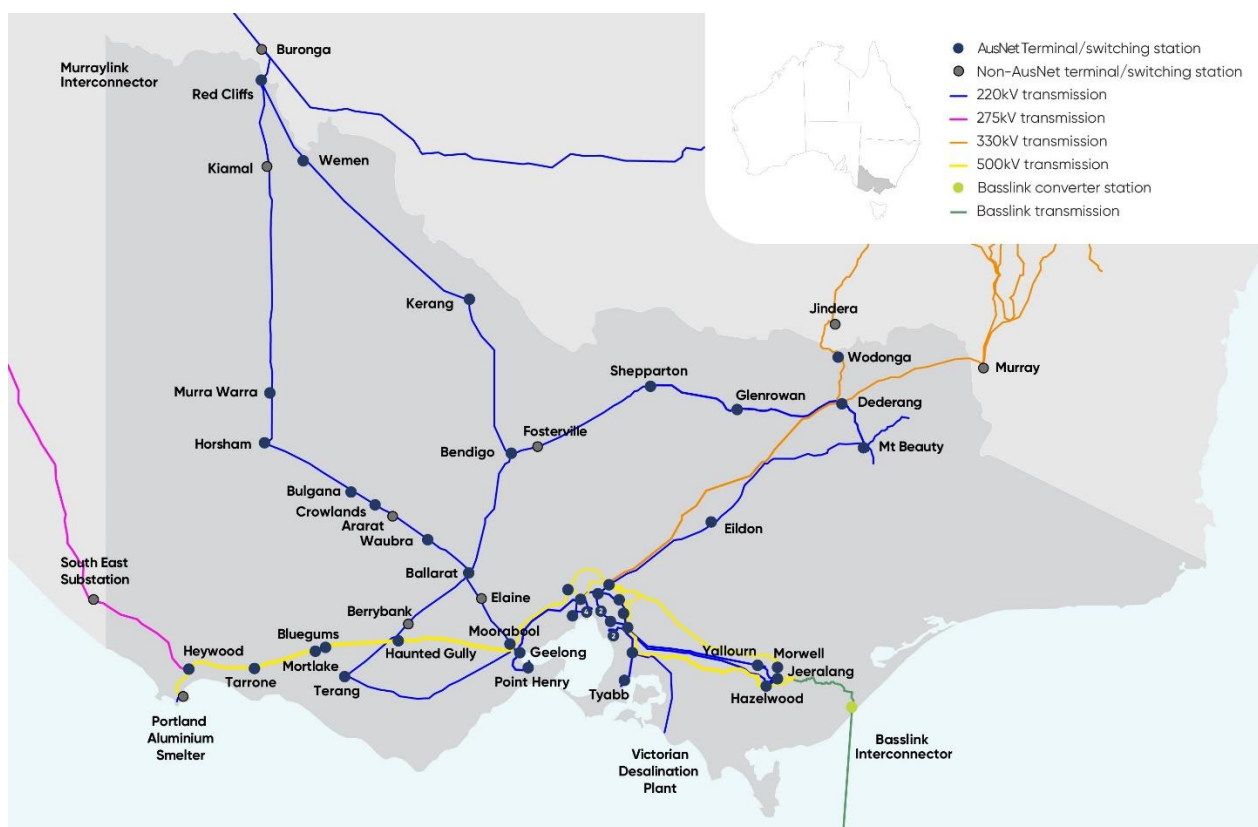 Buronga
Murraylink
Interconnector
Red Cliffs
Kiamal
Wemen
AusNet Terminal/switching station
Non-AusNet terminal/switching station
220kV transmission
275kV transmission
330kV transmission
500kV transmission
Basslink converter station
Basslink transmission
Kerang
Jindera
Wodonga
Murray
Murra Warra
Shepparton
Glenrowan
Dederang
Horsham
Bendigo
Fosterville
Mt Beauty
Bulgana
Crowlands
Ararat
Waubra
Eildon
South East
Substation
Ballarat
Elaine
Berrybank
4
2
2
Bluegums
Moorabool
Heywood
Mortlake
Haunted Gully
Geelong
Yallourn
Morwell
Tarrone
Terang
Point Henry
Tyabb
Jeeralang
Hazelwood
Portland
Aluminium
Smelter
Victorian
Desalination
Plant
Basslink
Interconnector